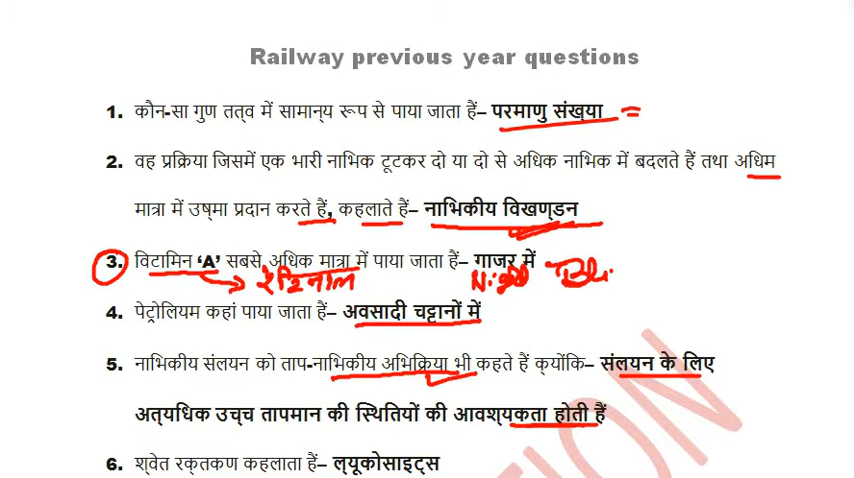 Railway previous year questions
1. कौन-सा गुण तत्व में सामान्य रूप से पाया जाता हैं– परमाणु संख्या =
2. वह प्रक्रिया जिसमें एक भारी नाभिक टूटकर दो या दो से अधिक नाभिक में बदलते हैं तथा अधिम
मात्रा में उष्मा प्रदान करते हैं, कहलाते हैं– नाभिकीय विखण्डन
3. विटामिन ‘A’ सबसे अधिक मात्रा में पाया जाता हैं– गाजर में
रेटिनाल
4. पेट्रोलियम कहां पाया जाता हैं– अवसादी चट्टानों में
5. नाभिकीय संलयन को ताप-नाभिकीय अभिक्रिया भी कहते हैं क्योंकि– संलयन के लिए
अत्यधिक उच्च तापमान की स्थितियों की आवश्यकता होती हैं
6. श्वेत रक्तकण कहलाता हैं– ल्यूकोसाइट्स